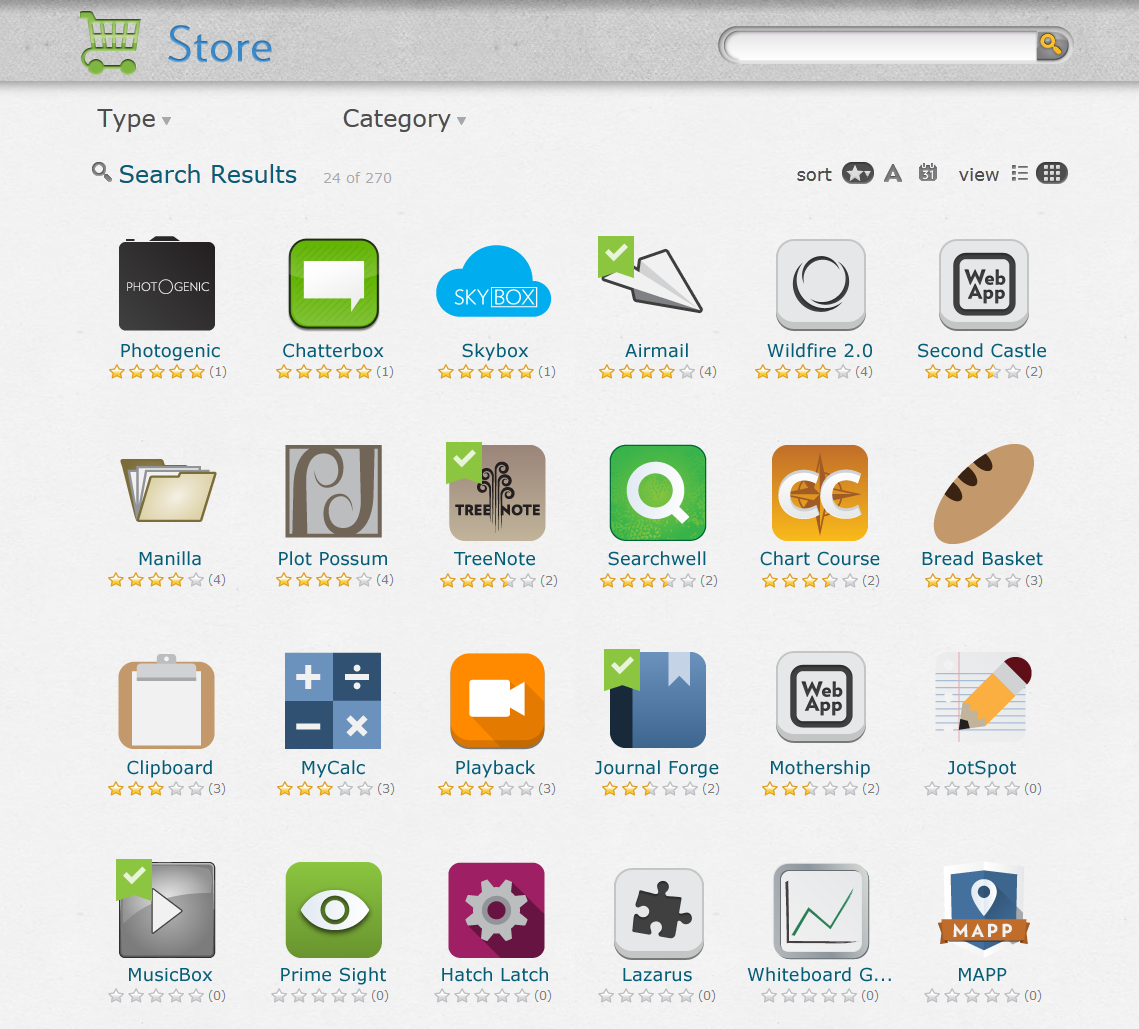 Store
Type
Category
Search Results 24 of 270
sort A 31 view
PHOTOGENIC
SKYBOX
Web
App
Photogenic Chatterbox Skybox Airmail Wildfire 2.0 Second Castle
(1) (1) (1) (4) (4) (2)
TREENOTE
CC
Manilla Plot Possum TreeNote Searchwell Chart Course Bread Basket
(4) (4) (2) (2) (2) (3)
Web
App
Clipboard MyCalc Playback Journal Forge Mothership JotSpot
(3) (3) (3) (2) (2) (0)
MAPP
MusicBox Prime Sight Hatch Latch Lazarus Whiteboard G... MAPP
(0) (0) (0) (0) (0) (0)